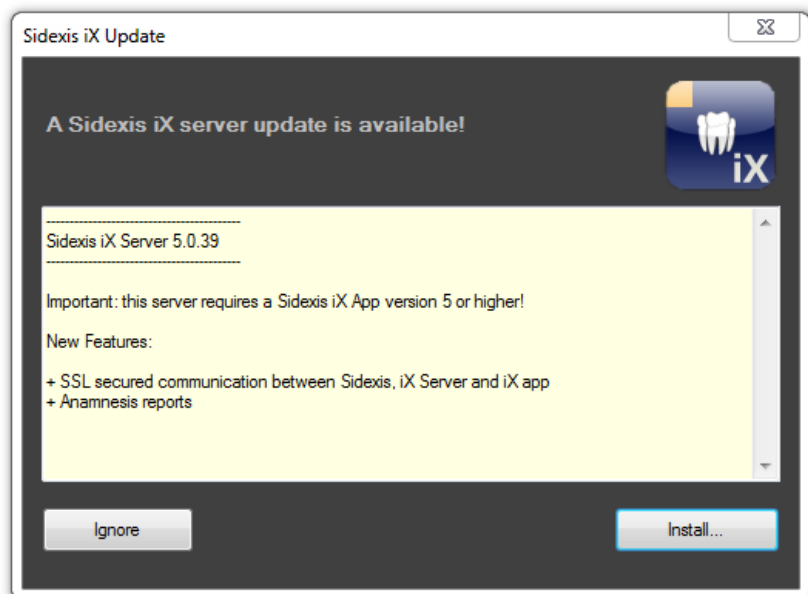 Sidexis iX Update
A Sidexis iX server update is available!
iX
-----------------------------------------
Sidexis iX Server 5.0.39
-----------------------------------------
Important: this server requires a Sidexis iX App version 5 or higher!
New Features:
+ SSL secured communication between Sidexis, iX Server and iX app
+ Anamnesis reports
Ignore
Install...